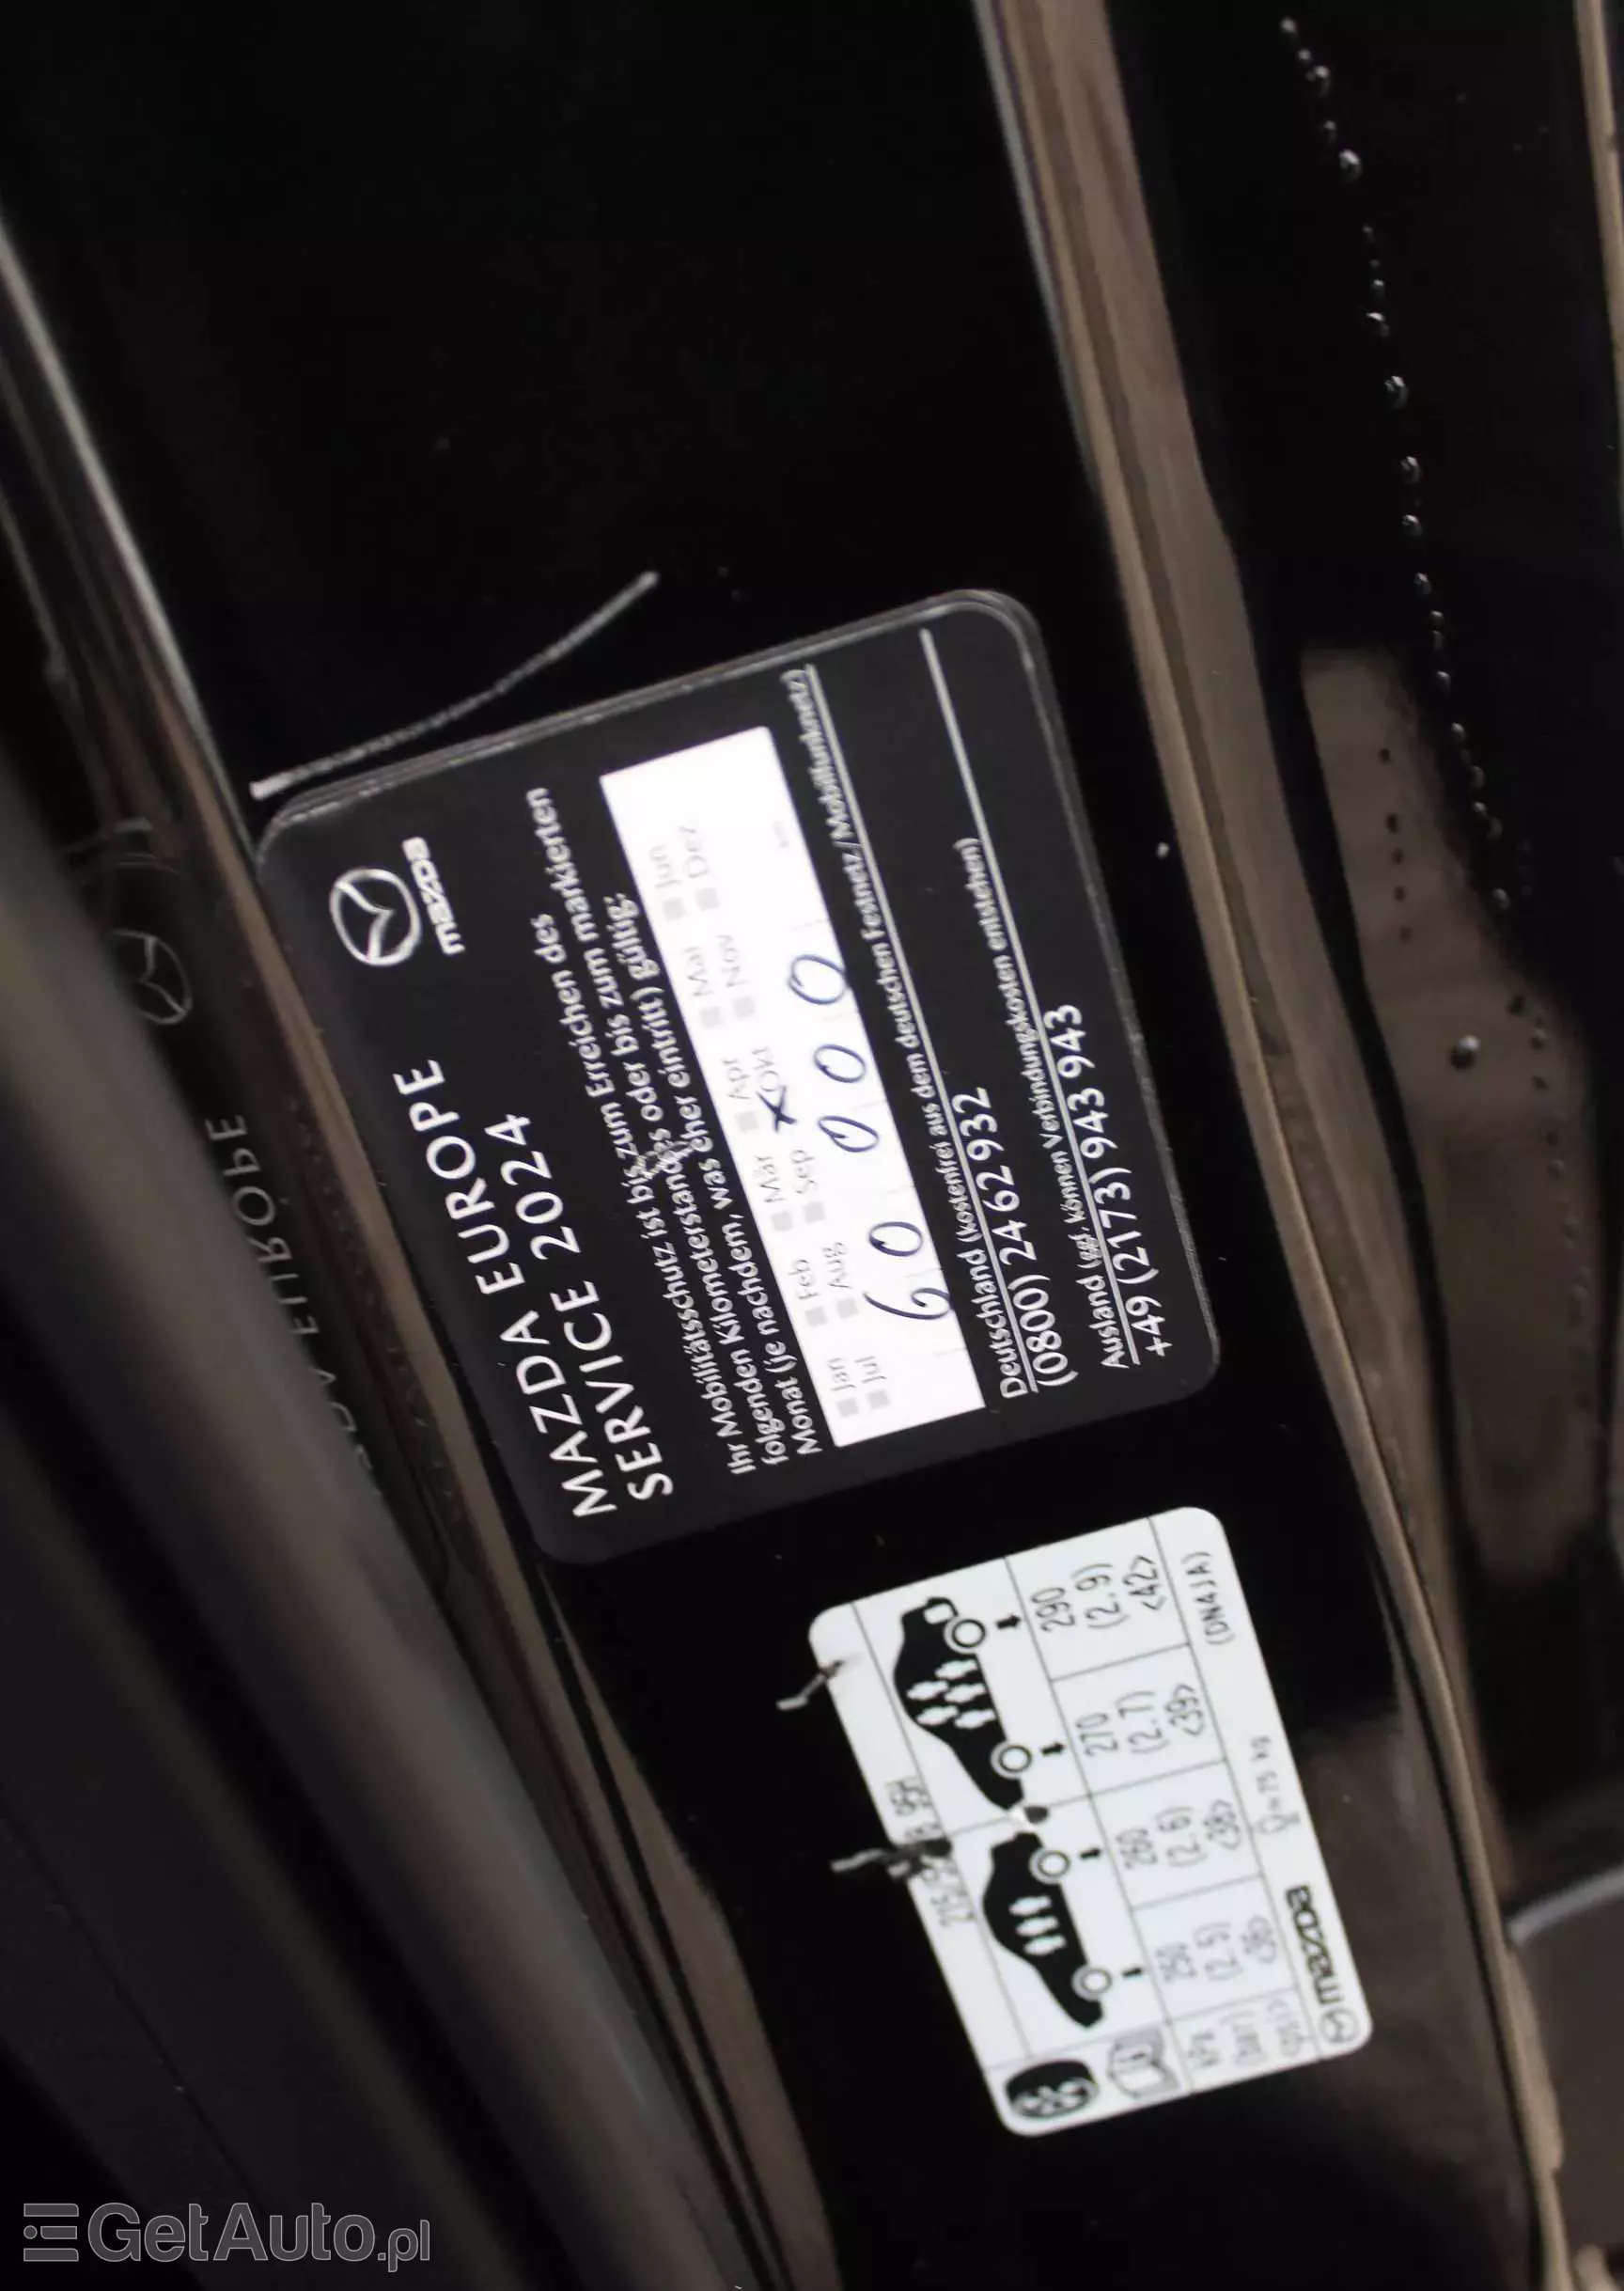 mazda
MAZDA EUROPE
SERVICE 2024
Ihr Mobilitätsschutz ist bis zum Erreichen des
folgenden Kilometerstandes oder bis zum markierten
Monat (je nachdem, was eher eintritt) gültig:
Jan Feb Mär Apr Mai Jun
Jul Aug Sep Okt Nov Dez
60 000 km
Deutschland (kostenfrei aus dem deutschen Festnetz/Mobilfunknetz)
(0800) 24 62 932
Ausland (ggf. können Verbindungskosten entstehen)
+49 (2173) 943 943
kPa 250 260 270 290
(bar) (2.5) (2.6) (2.7) (2.9)
<psi> <36> <38> <39> <42>
mazda =75 kg (DN4JA)
GetAuto.pl